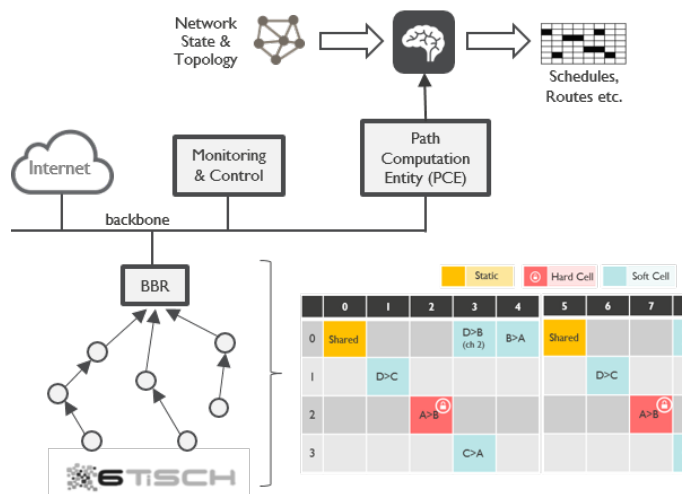 Network
State &
Topology
Schedules,
Routes etc.
Internet
Monitoring
& Control
Path
Computation
Entity (PCE)
backbone
BBR
Static
Hard Cell
Soft Cell
0 1 2 3 4 5 6 7
0 Shared D>B B>A Shared
(ch 2)
1 D>C D>C
2 A>B A>B
3 C>A
6TiSCH